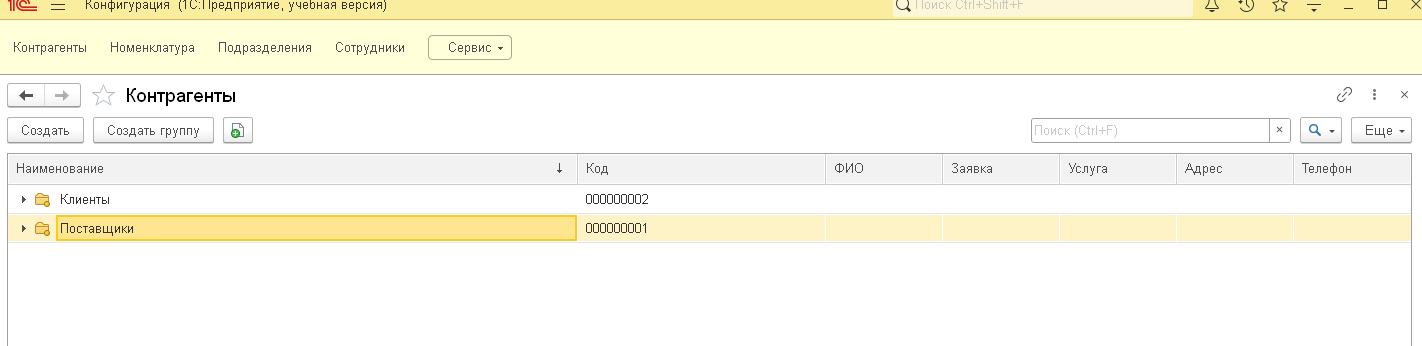 1С Конфигурация (1С:Предприятие, учебная версия) Поиск Ctrl+Shift+F
Контрагенты Номенклатура Подразделения Сотрудники Сервис
Контрагенты
Создать Создать группу Поиск (Ctrl+F) × Еще
Наименование ↓ Код ФИО Заявка Услуга Адрес Телефон
Клиенты 000000002
Поставщики 000000001